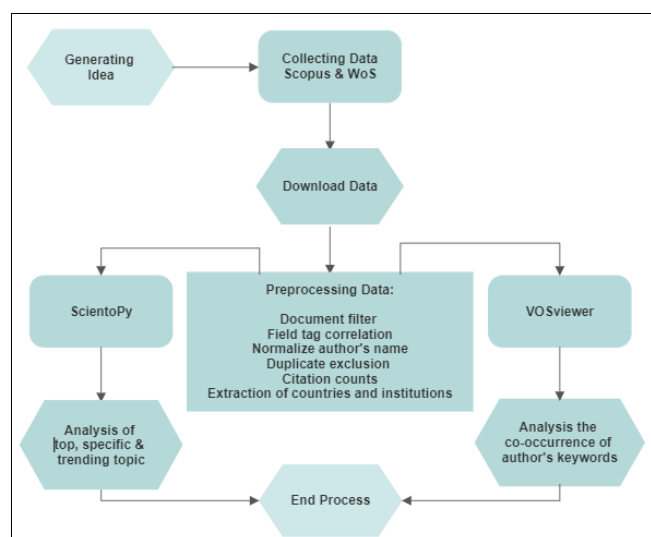 Generating
Idea
Collecting Data
Scopus & WoS
Download Data
ScientoPy
Preprocessing Data:
Document filter
Field tag correlation
Normalize author's name
Duplicate exclusion
Citation counts
Extraction of countries and institutions
VOSviewer
Analysis of
top, specific &
trending topic
Analysis the
co-occurrence of
author's keywords
End Process